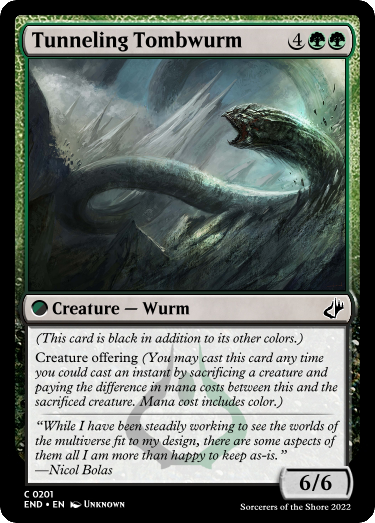 Tunneling Tombwurm 4
Creature — Wurm
(This card is black in addition to its other colors.)
Creature offering (You may cast this card any time
you could cast an instant by sacrificing a creature and
paying the difference in mana costs between this and the
sacrificed creature. Mana cost includes color.)
“While I have been steadily working to see the worlds of
the multiverse fit to my design, there are some aspects of
them all I am more than happy to keep as-is.”
—Nicol Bolas
6/6
C 0201
END • EN Unknown
Sorcerers of the Shore 2022